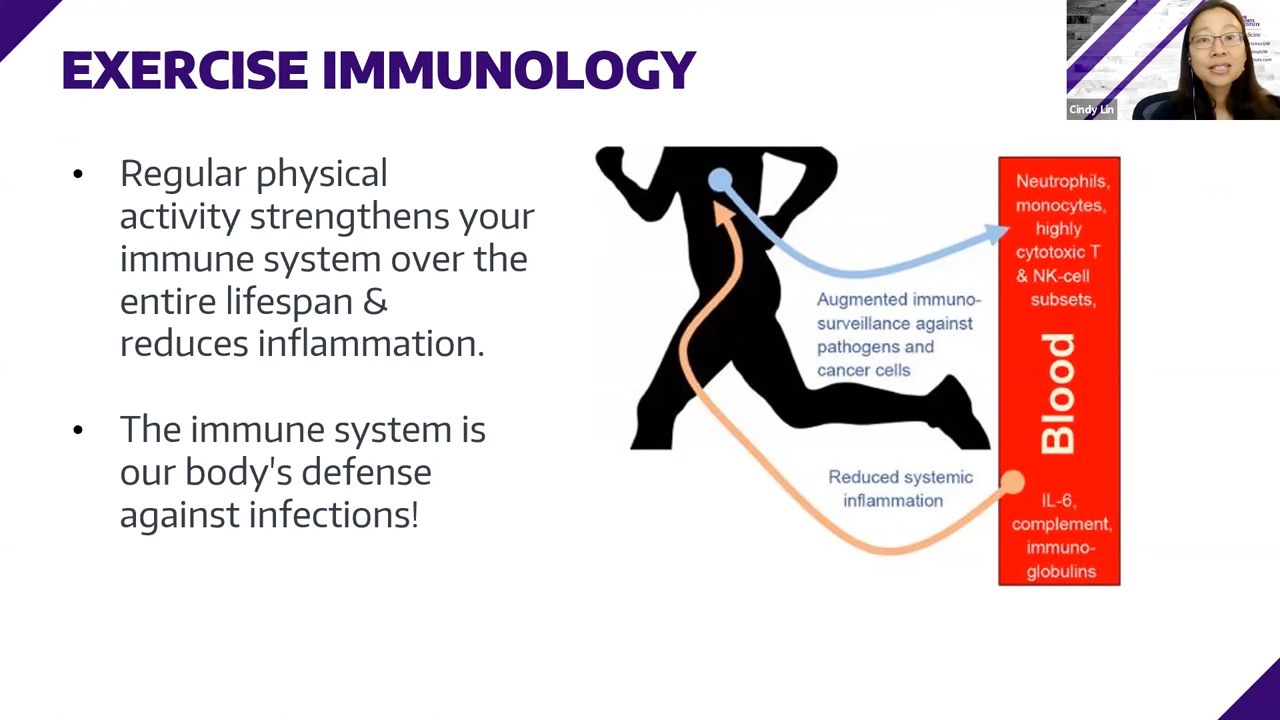 EXERCISE IMMUNOLOGY
• Regular physical
activity strengthens your
immune system over the
entire lifespan &
reduces inflammation.
• The immune system is
our body's defense
against infections!
Augmented immuno-
surveillance against
pathogens and
cancer cells
Reduced systemic
inflammation
Neutrophils,
monocytes,
highly
cytotoxic T
& NK-cell
subsets,
Blood
IL-6,
complement,
immuno-
globulins
Cindy Lin